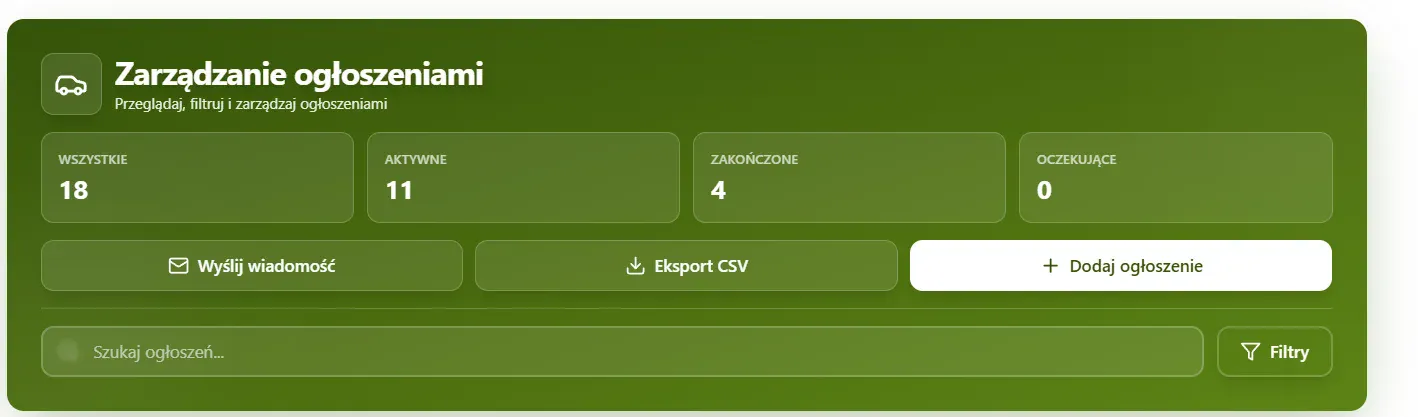 Zarządzanie ogłoszeniami
Przeglądaj, filtruj i zarządzaj ogłoszeniami
WSZYSTKIE
18
AKTYWNE
11
ZAKOŃCZONE
4
OCZEKUJĄCE
0
Wyślij wiadomość
Eksport CSV
Dodaj ogłoszenie
Szukaj ogłoszeń...
Filtry